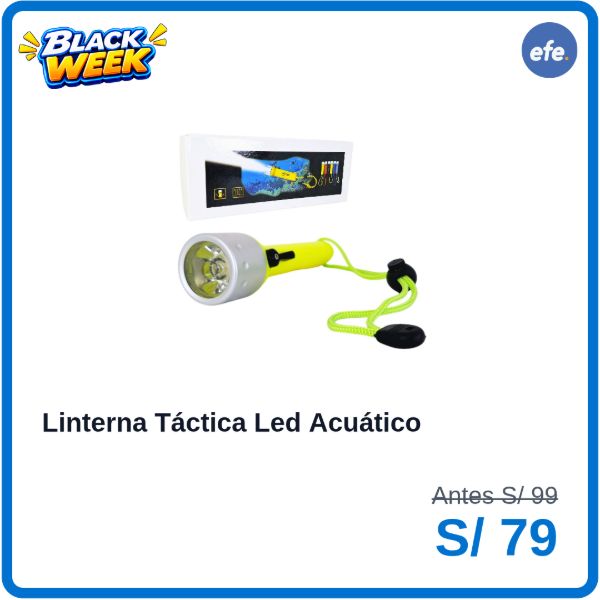 BLACK
WEEK
efe.
Linterna Táctica Led Acuático
Antes S/ 99
S/ 79